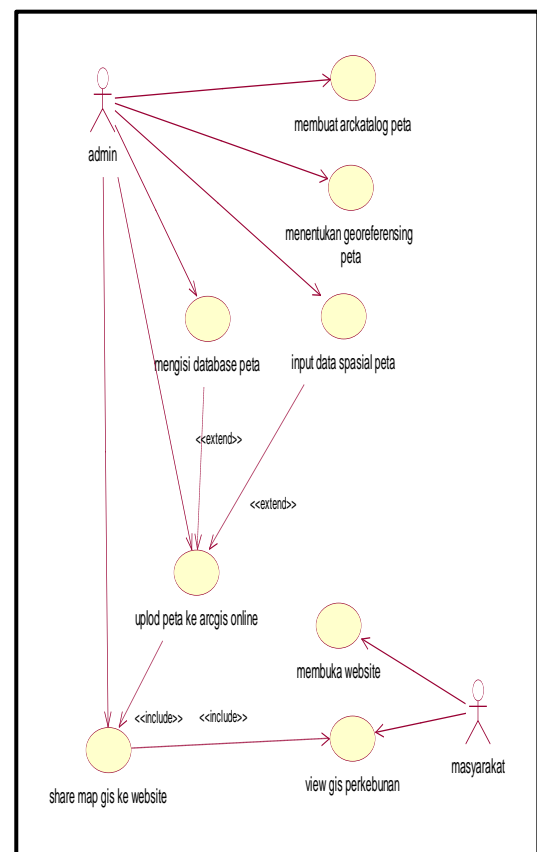 membuat arckatalog peta
admin
menentukan georeferensing
peta
mengisi database peta
input data spasial peta
<<extend>>
<<extend>>
uplod peta ke arcgis online
membuka website
<<include>>
<<include>>
masyarakat
view gis perkebunan
share map gis ke website